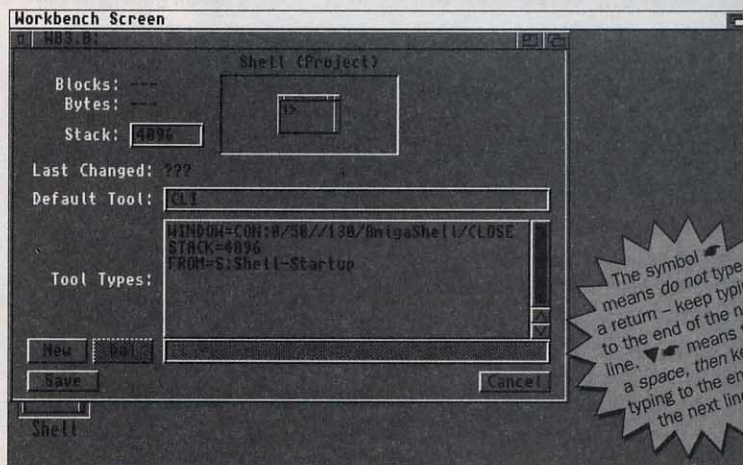 Workbench Screen
WB3.0:
Shell (Project)
Blocks: ---
Bytes: ---
1>
Stack: 4096
Last Changed: ???
Default Tool: CLI
WINDOW=CON:0/50//130/AmigaShell/CLOSE
STACK=4096
FROM=S:Shell-Startup
Tool Types:
New Del
Save Cancel
Shell
The symbol ☛
means do not type
a return – keep
to the end of the
line. ▼☛ means
a space, then
typing to the
the next